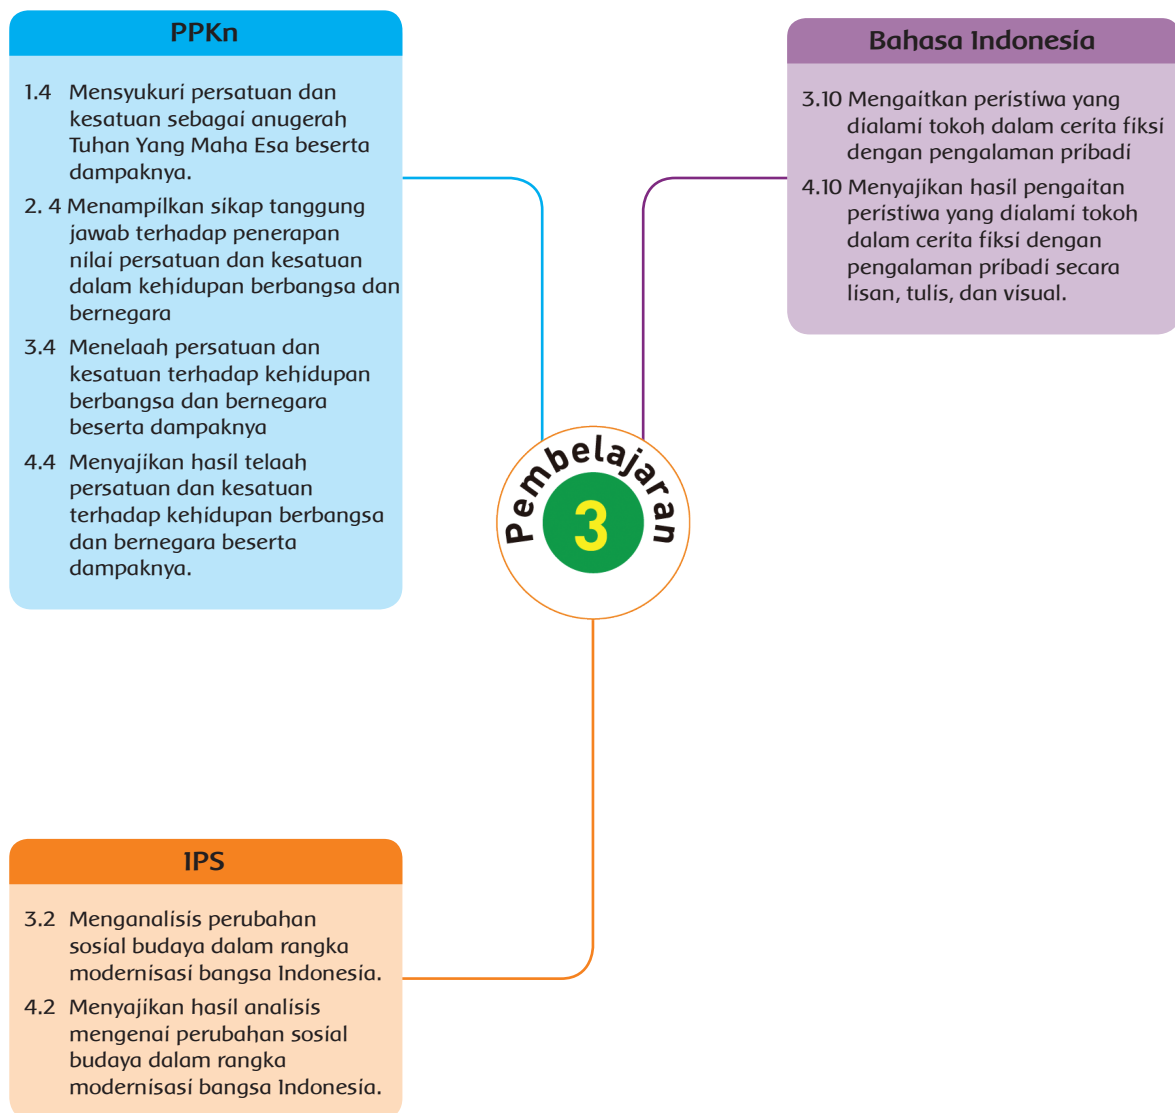 PPKn
1.4 Mensyukuri persatuan dan
kesatuan sebagai anugerah
Tuhan Yang Maha Esa beserta
dampaknya.
2. 4 Menampilkan sikap tanggung
jawab terhadap penerapan
nilai persatuan dan kesatuan
dalam kehidupan berbangsa dan
bernegara
3.4 Menelaah persatuan dan
kesatuan terhadap kehidupan
berbangsa dan bernegara
beserta dampaknya
4.4 Menyajikan hasil telaah
persatuan dan kesatuan
terhadap kehidupan berbangsa
dan bernegara beserta
dampaknya.
Bahasa Indonesia
3.10 Mengaitkan peristiwa yang
dialami tokoh dalam cerita fiksi
dengan pengalaman pribadi
4.10 Menyajikan hasil pengaitan
peristiwa yang dialami tokoh
dalam cerita fiksi dengan
pengalaman pribadi secara
lisan, tulis, dan visual.
Pembelajaran
3
IPS
3.2 Menganalisis perubahan
sosial budaya dalam rangka
modernisasi bangsa Indonesia.
4.2 Menyajikan hasil analisis
mengenai perubahan sosial
budaya dalam rangka
modernisasi bangsa Indonesia.